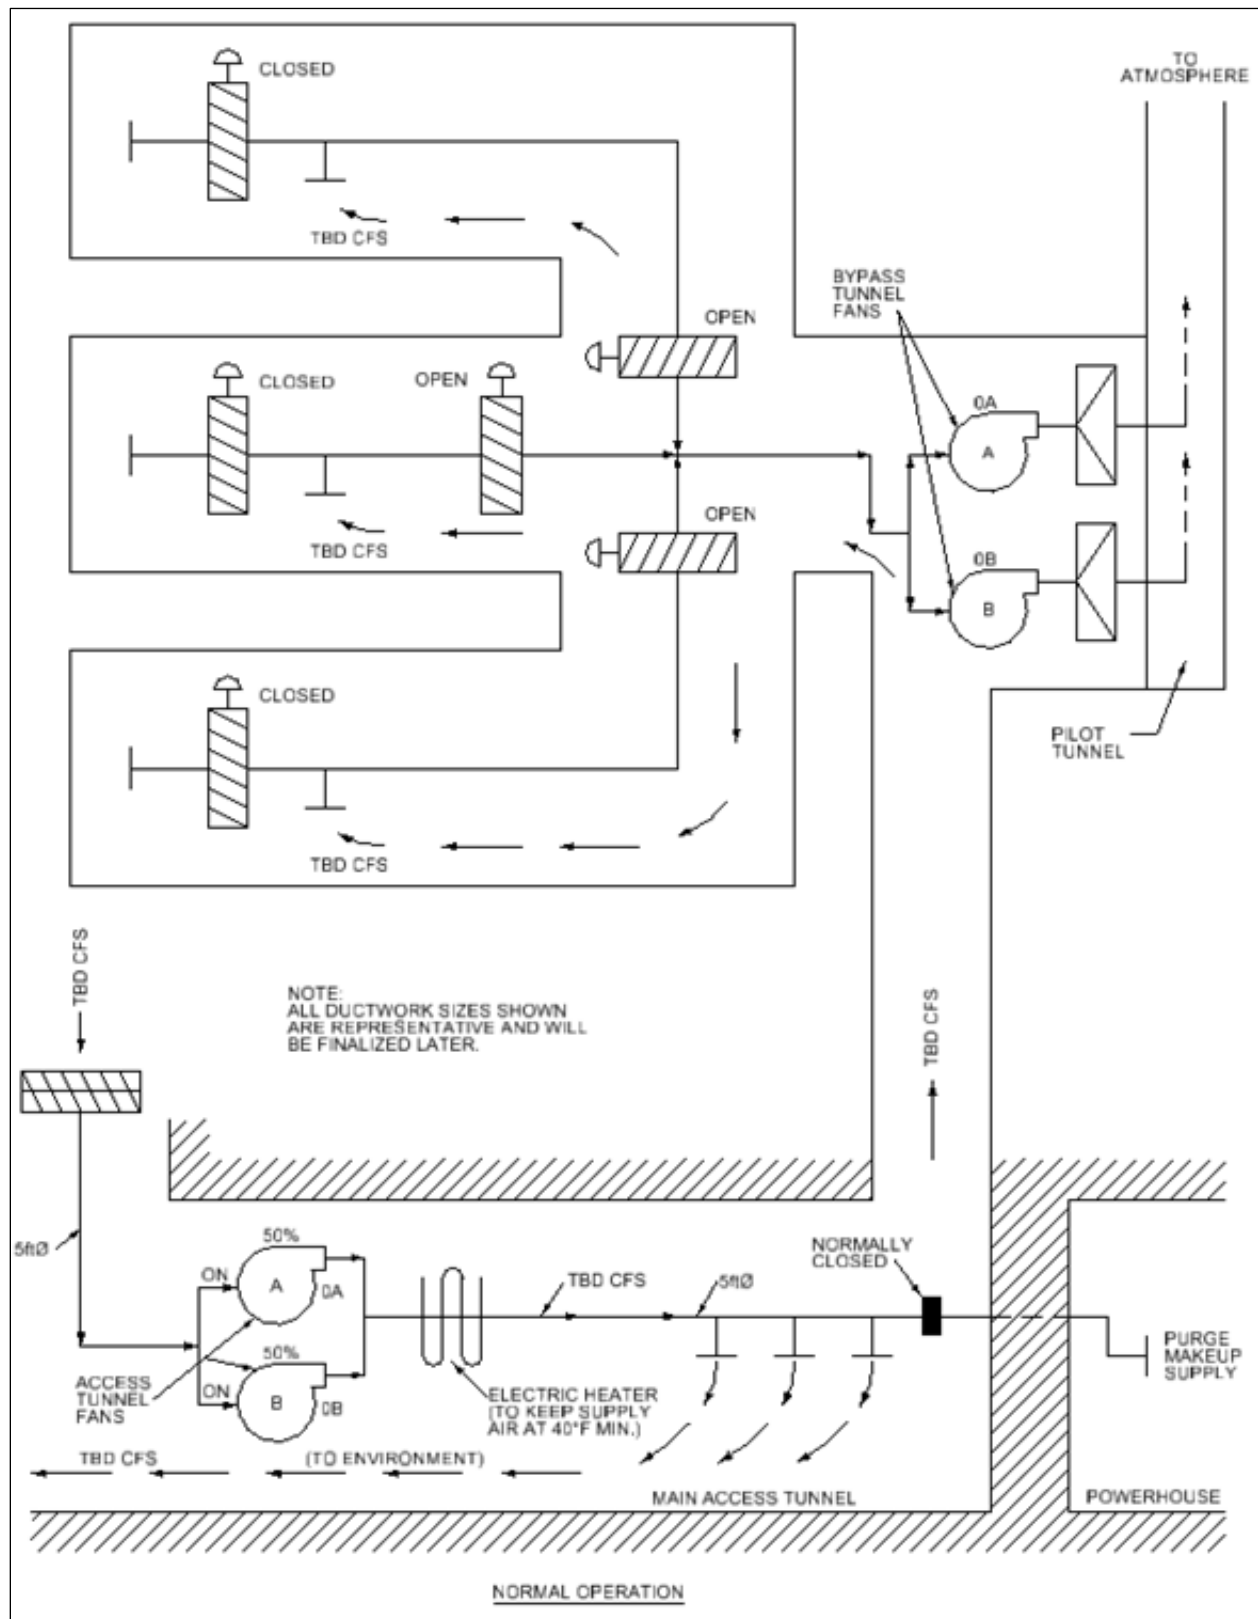 TO
ATMOSPHERE
CLOSED
TBD CFS
BYPASS
TUNNEL
FANS
OPEN
CLOSED
OPEN
0A
A
TBD CFS
OPEN
0B
B
CLOSED
PILOT
TUNNEL
TBD CFS
TBD CFS
NOTE:
ALL DUCTWORK SIZES SHOWN
ARE REPRESENTATIVE AND WILL
BE FINALIZED LATER.
TBD CFS
5ftØ
50%
ON
A
0A
50%
ON
B
0B
ACCESS
TUNNEL
FANS
TBD CFS
5ftØ
NORMALLY
CLOSED
ELECTRIC HEATER
(TO KEEP SUPPLY
AIR AT 40°F MIN.)
PURGE
MAKEUP
SUPPLY
TBD CFS
(TO ENVIRONMENT)
MAIN ACCESS TUNNEL
POWERHOUSE
NORMAL OPERATION